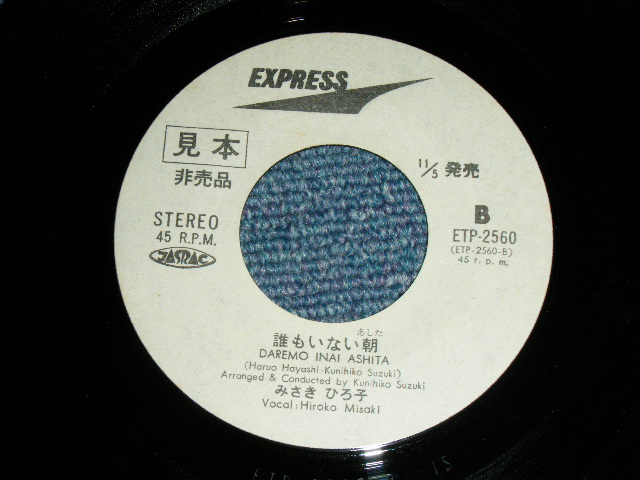 EXPRESS
見本
非売品
11/5 発売
STEREO
45 R.P.M.
JASRAC
B
ETP-2560
(ETP-2560-B)
45 r. p. m.
あした
誰もいない朝
DAREMO INAI ASHITA
(Haruo Hayashi·Kunihiko Suzuki)
Arranged & Conducted by Kunihiko Suzuki
みさき ひろ子
Vocal:Hiroko Misaki
1S